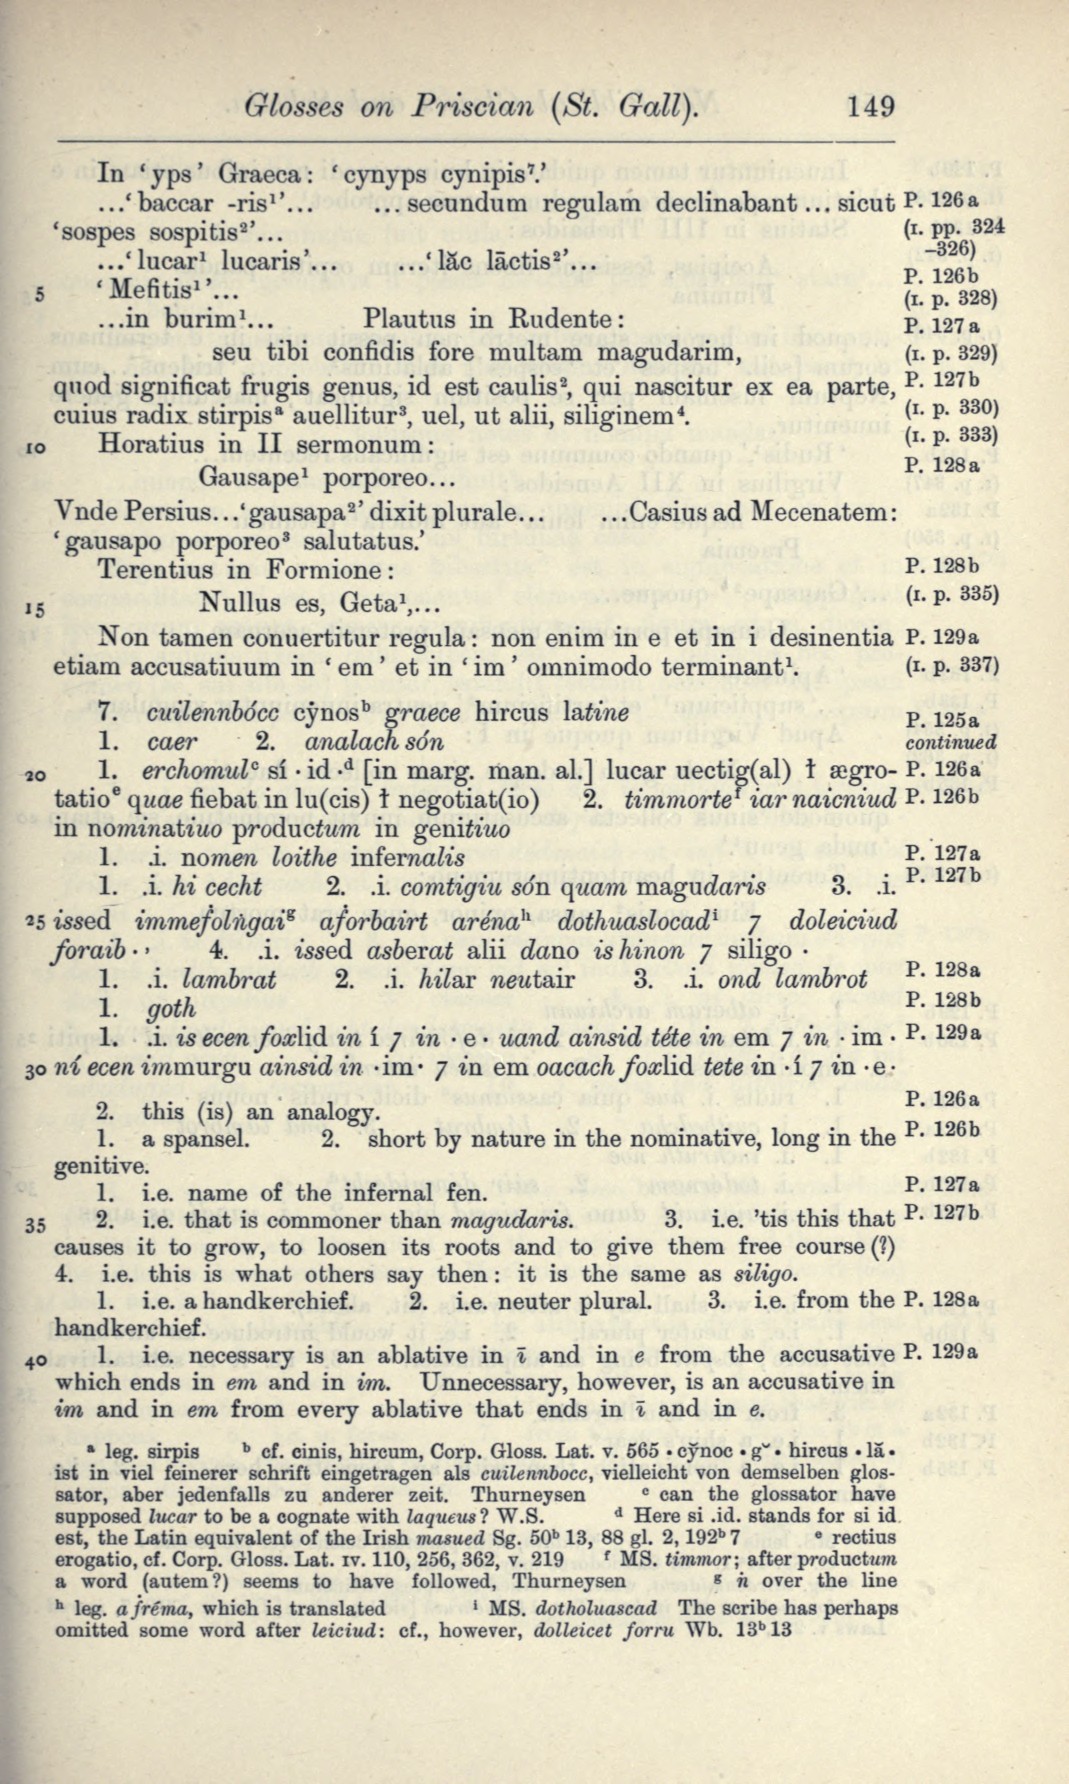 Glosses on Priscian (St. Gall). 149
In ‘yps’ Graeca: ‘cynyps cynipis⁷.’
...‘baccar -ris¹’... ... secundum regulam declinabant ... sicut P. 126a
‘sospes sospitis²’... (I. pp. 324
...‘lucar¹ lucaris’... ...‘lăc lāctis²’... –326)
5 ‘Mefitis¹’... P. 126b
(I. p. 328)
...in burim¹... Plautus in Rudente: P. 127a
seu tibi confidis fore multam magudarim, (I. p. 329)
quod significat frugis genus, id est caulis², qui nascitur ex ea parte, P. 127b
cuius radix stirpisᵃ auellitur³, uel, ut alii, siliginem⁴. (I. p. 330)
10 Horatius in II sermonum: (I. p. 333)
Gausape¹ porporeo... P. 128a
Vnde Persius...‘gausapa²’ dixit plurale... ...Casius ad Mecenatem:
‘gausapo porporeo³ salutatus.’
Terentius in Formione: P. 128b
15 Nullus es, Geta¹,... (I. p. 335)
Non tamen conuertitur regula: non enim in e et in i desinentia P. 129a
etiam accusatiuum in ‘em’ et in ‘im’ omnimodo terminant¹. (I. p. 337)
7. cuilennbócc cy̆nosᵇ graece hircus latine P. 125a
1. caer 2. analach són continued
20 1. erchomulᶜ sí · id ·ᵈ [in marg. man. al.] lucar uectig(al) ɫ ægro- P. 126a
tatioᵉ quae fiebat in lu(cis) ɫ negotiat(io) 2. timmorteᶠ iar naicniud P. 126b
in nominatiuo productum in genitiuo
1. .i. nomen loithe infernalis P. 127a
1. .i. hi cecht 2. .i. comtigiu són quam magudaris 3. .i. P. 127b
25 issed immeḟolṅgaiᵍ aḟorbairt arénaʰ dothuaslocadⁱ ⁊ doleiciud
foraib · , 4. .i. issed asberat alii dano is hinon ⁊ siligo ·
1. .i. lambrat 2. .i. hilar neutair 3. .i. ond lambrot P. 128a
1. goth P. 128b
1. .i. is ecen foxlid in í ⁊ in · e · uand ainsid téte in em ⁊ in · im · P. 129a
30 ní ecen immurgu ainsid in ·im· ⁊ in em oacach foxlid tete in ·í ⁊ in ·e·
2. this (is) an analogy. P. 126a
1. a spansel. 2. short by nature in the nominative, long in the P. 126b
genitive.
1. i.e. name of the infernal fen. P. 127a
35 2. i.e. that is commoner than magudaris. 3. i.e. ’tis this that P. 127b
causes it to grow, to loosen its roots and to give them free course (?)
4. i.e. this is what others say then: it is the same as siligo.
1. i.e. a handkerchief. 2. i.e. neuter plural. 3. i.e. from the P. 128a
handkerchief.
40 1. i.e. necessary is an ablative in ī and in e from the accusative P. 129a
which ends in em and in im. Unnecessary, however, is an accusative in
im and in em from every ablative that ends in ī and in e.
ᵃ leg. sirpis ᵇ cf. cinis, hircum, Corp. Gloss. Lat. v. 565 · cy̆noc · g˘ · hircus · lā ·
ist in viel feinerer schrift eingetragen als cuilennbocc, vielleicht von demselben glos-
sator, aber jedenfalls zu anderer zeit. Thurneysen ᶜ can the glossator have
supposed lucar to be a cognate with laqueus? W.S. ᵈ Here si .id. stands for si id
est, the Latin equivalent of the Irish masued Sg. 50ᵇ 13, 88 gl. 2, 192ᵇ 7 ᵉ rectius
erogatio, cf. Corp. Gloss. Lat. IV. 110, 256, 362, v. 219 ᶠ MS. timmor; after productum
a word (autem?) seems to have followed, Thurneysen ᵍ ṅ over the line
ʰ leg. a fréma, which is translated ⁱ MS. dotholuascad The scribe has perhaps
omitted some word after leiciud: cf., however, dolleicet forru Wb. 13ᵇ 13